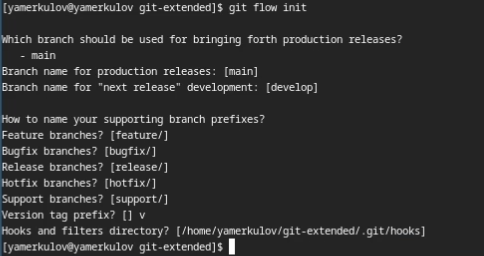 [yamerkulov@yamerkulov git-extended]$ git flow init

Which branch should be used for bringing forth production releases?
   - main
Branch name for production releases: [main]
Branch name for "next release" development: [develop]

How to name your supporting branch prefixes?
Feature branches? [feature/]
Bugfix branches? [bugfix/]
Release branches? [release/]
Hotfix branches? [hotfix/]
Support branches? [support/]
Version tag prefix? [] v
Hooks and filters directory? [/home/yamerkulov/git-extended/.git/hooks]
[yamerkulov@yamerkulov git-extended]$